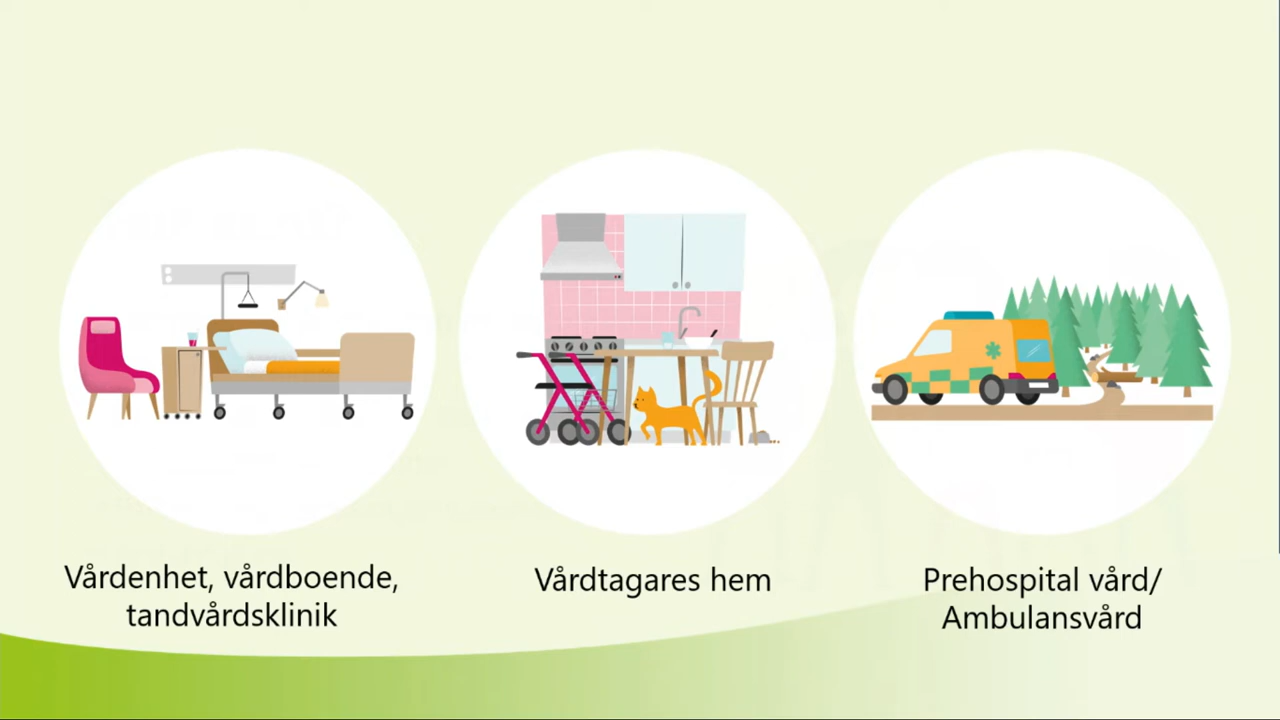 Vårdenhet, vårdboende,
tandvårdsklinik
Vårdtagares hem
Prehospital vård/
Ambulansvård